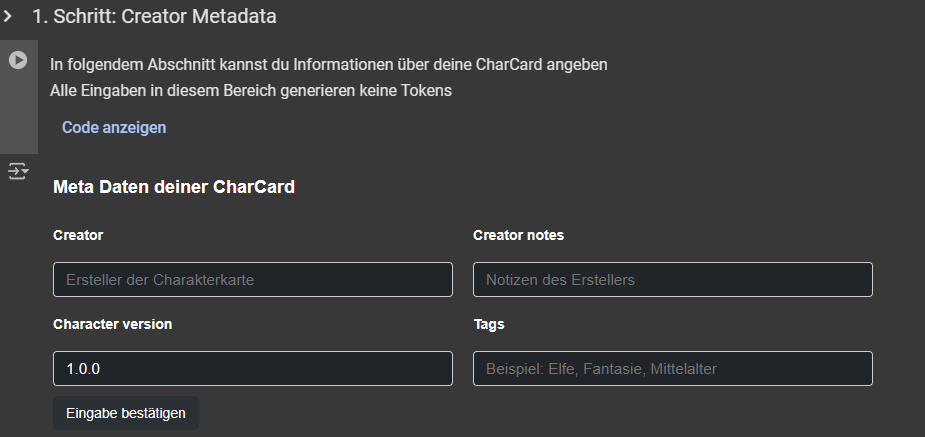 1. Schritt: Creator Metadata
In folgendem Abschnitt kannst du Informationen über deine CharCard angeben
Alle Eingaben in diesem Bereich generieren keine Tokens
Code anzeigen
Meta Daten deiner CharCard
Creator
Creator notes
Ersteller der Charakterkarte
Notizen des Erstellers
Character version
Tags
1.0.0
Beispiel: Elfe, Fantasie, Mittelalter
Eingabe bestätigen